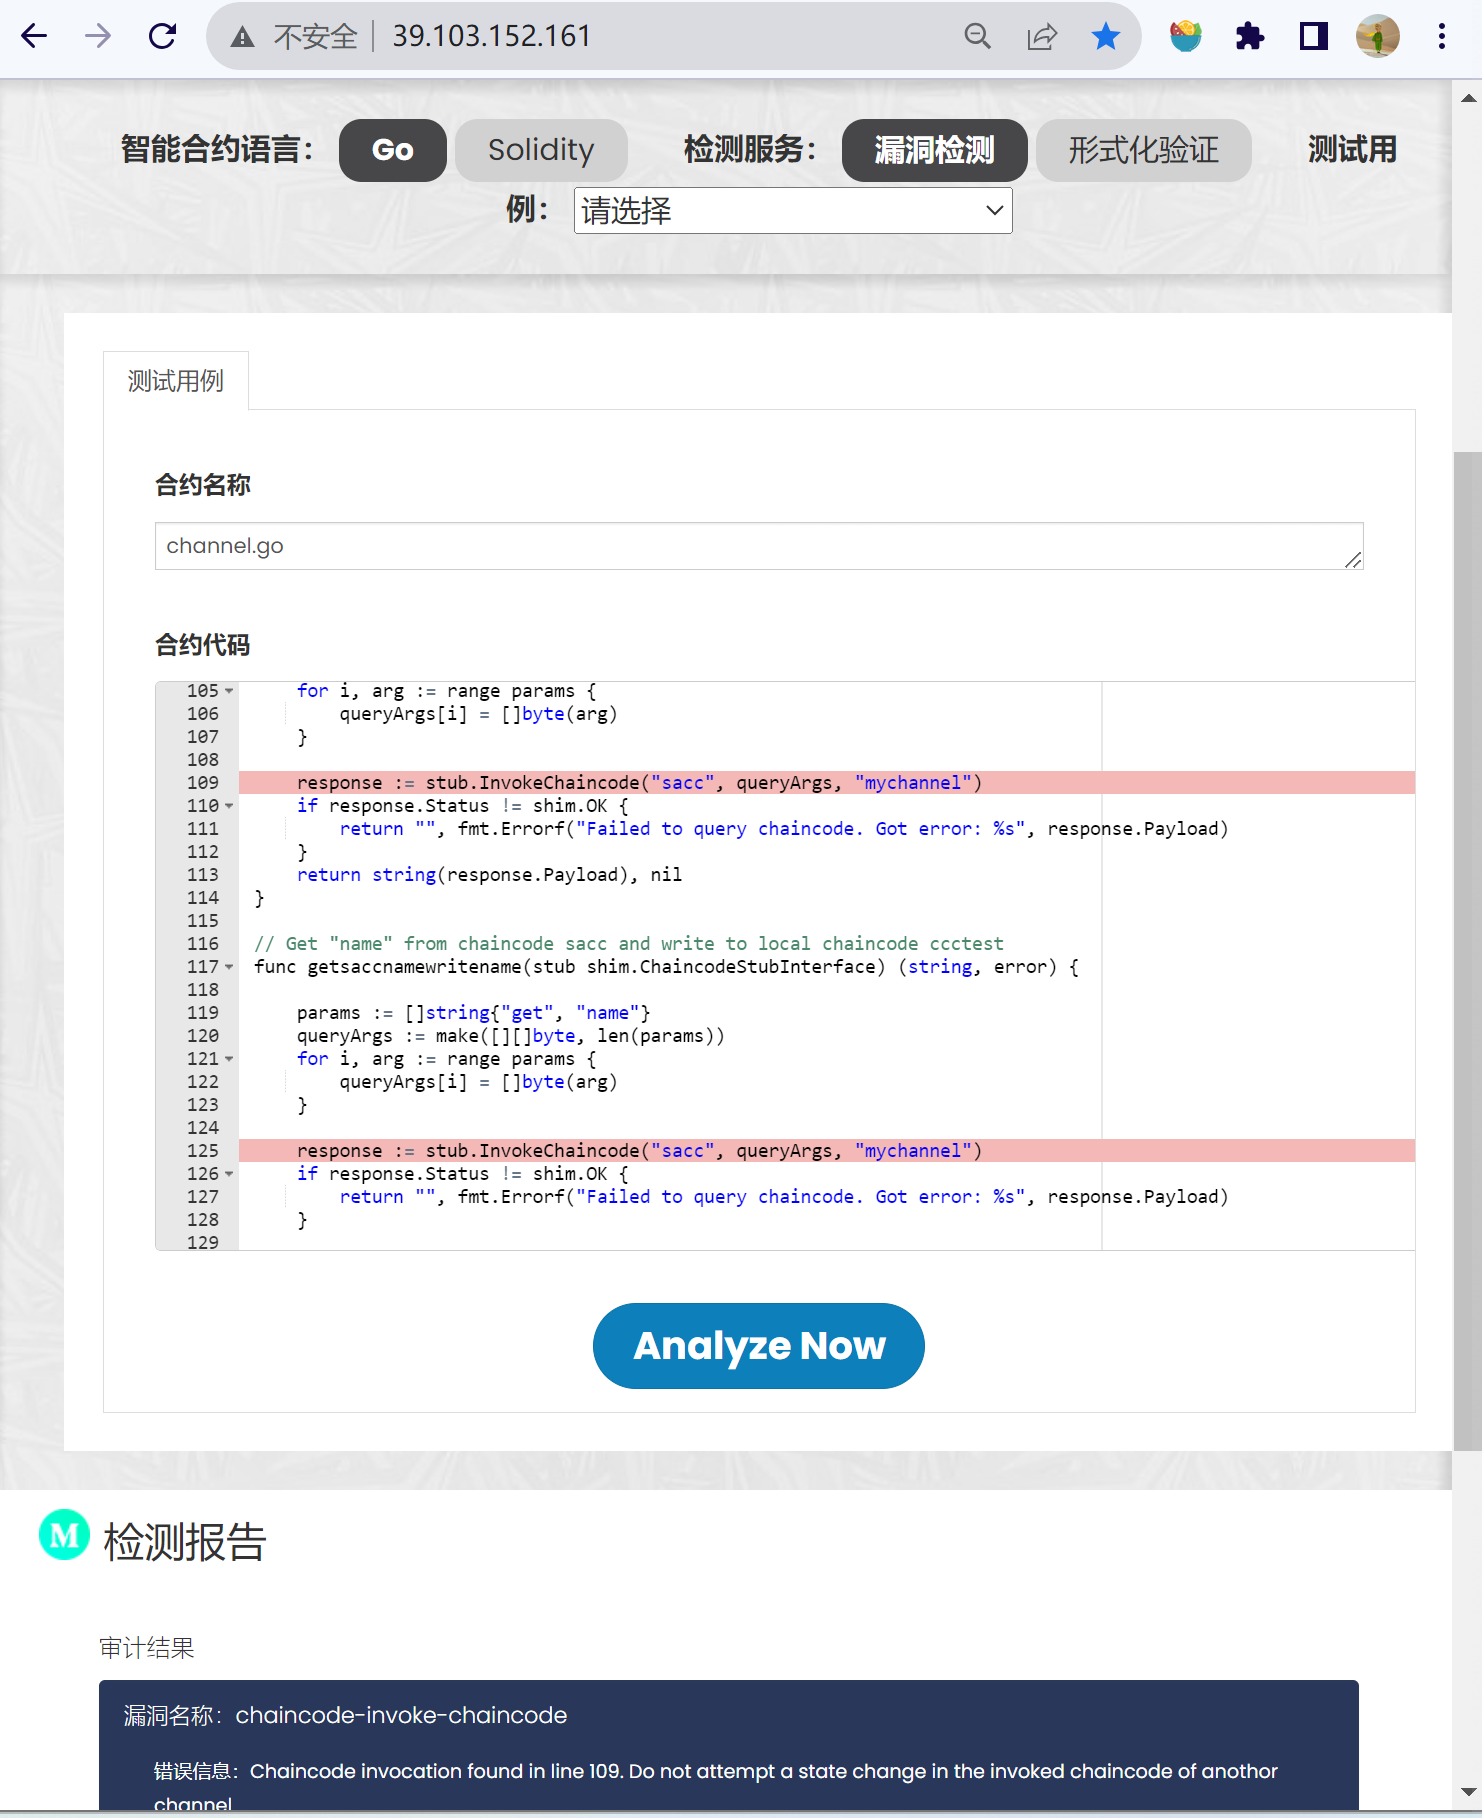 不安全 39.103.152.161
智能合约语言： Go Solidity 检测服务： 漏洞检测 形式化验证 测试用
例： 请选择
测试用例
合约名称
channel.go
合约代码
105 for i, arg := range params {
106 queryArgs[i] = []byte(arg)
107 }
108
109 response := stub.InvokeChaincode("sacc", queryArgs, "mychannel")
110 if response.Status != shim.OK {
111 return "", fmt.Errorf("Failed to query chaincode. Got error: %s", response.Payload)
112 }
113 return string(response.Payload), nil
114 }
115
116 // Get "name" from chaincode sacc and write to local chaincode ccctest
117 func getsaccnamewritename(stub shim.ChaincodeStubInterface) (string, error) {
118
119 params := []string{"get", "name"}
120 queryArgs := make([][]byte, len(params))
121 for i, arg := range params {
122 queryArgs[i] = []byte(arg)
123 }
124
125 response := stub.InvokeChaincode("sacc", queryArgs, "mychannel")
126 if response.Status != shim.OK {
127 return "", fmt.Errorf("Failed to query chaincode. Got error: %s", response.Payload)
128 }
129
Analyze Now
M 检测报告
审计结果
漏洞名称：chaincode-invoke-chaincode
错误信息：Chaincode invocation found in line 109. Do not attempt a state change in the invoked chaincode of anothor
channel